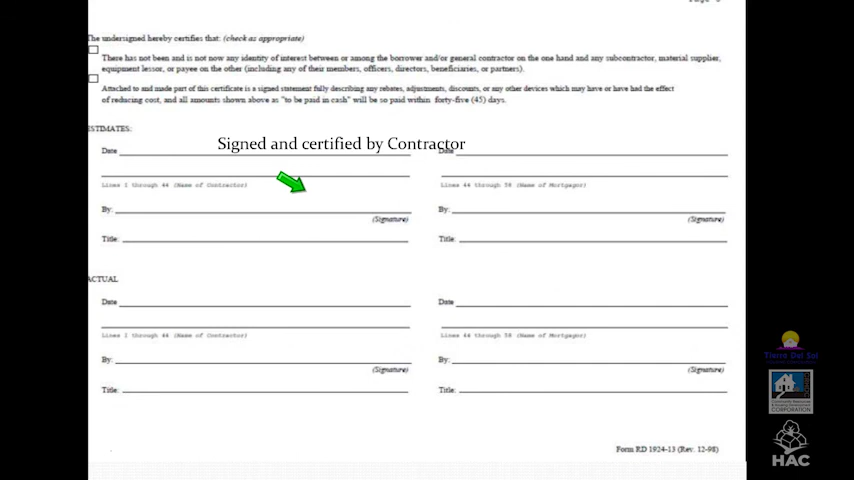 The undersigned hereby certifies that: (check as appropriate)
There has not been and is not now any identity of interest between or among the borrower and/or general contractor on the one hand and any subcontractor, material supplier,
equipment lessor, or payee on the other (including any of their members, officers, directors, beneficiaries, or partners).
Attached to and made part of this certificate is a signed statement fully describing any rebates, adjustments, discounts, or any other devices which may have or have had the effect
of reducing cost, and all amounts shown above as "to be paid in cash" will be so paid within forty-five (45) days.
ESTIMATES:
Signed and certified by Contractor
Date Date
Lines 1 through 44 (Name of Contractor) Lines 44 through 58 (Name of Mortgagor)
By: By:
(Signature) (Signature)
Title: Title:
ACTUAL
Date Date
Lines 1 through 44 (Name of Contractor) Lines 44 through 58 (Name of Mortgagor)
By: By:
(Signature) (Signature)
Title: Title:
Form RD 1924-13 (Rev. 12-98)
Tierra Del Sol
CORPORATION
HAC